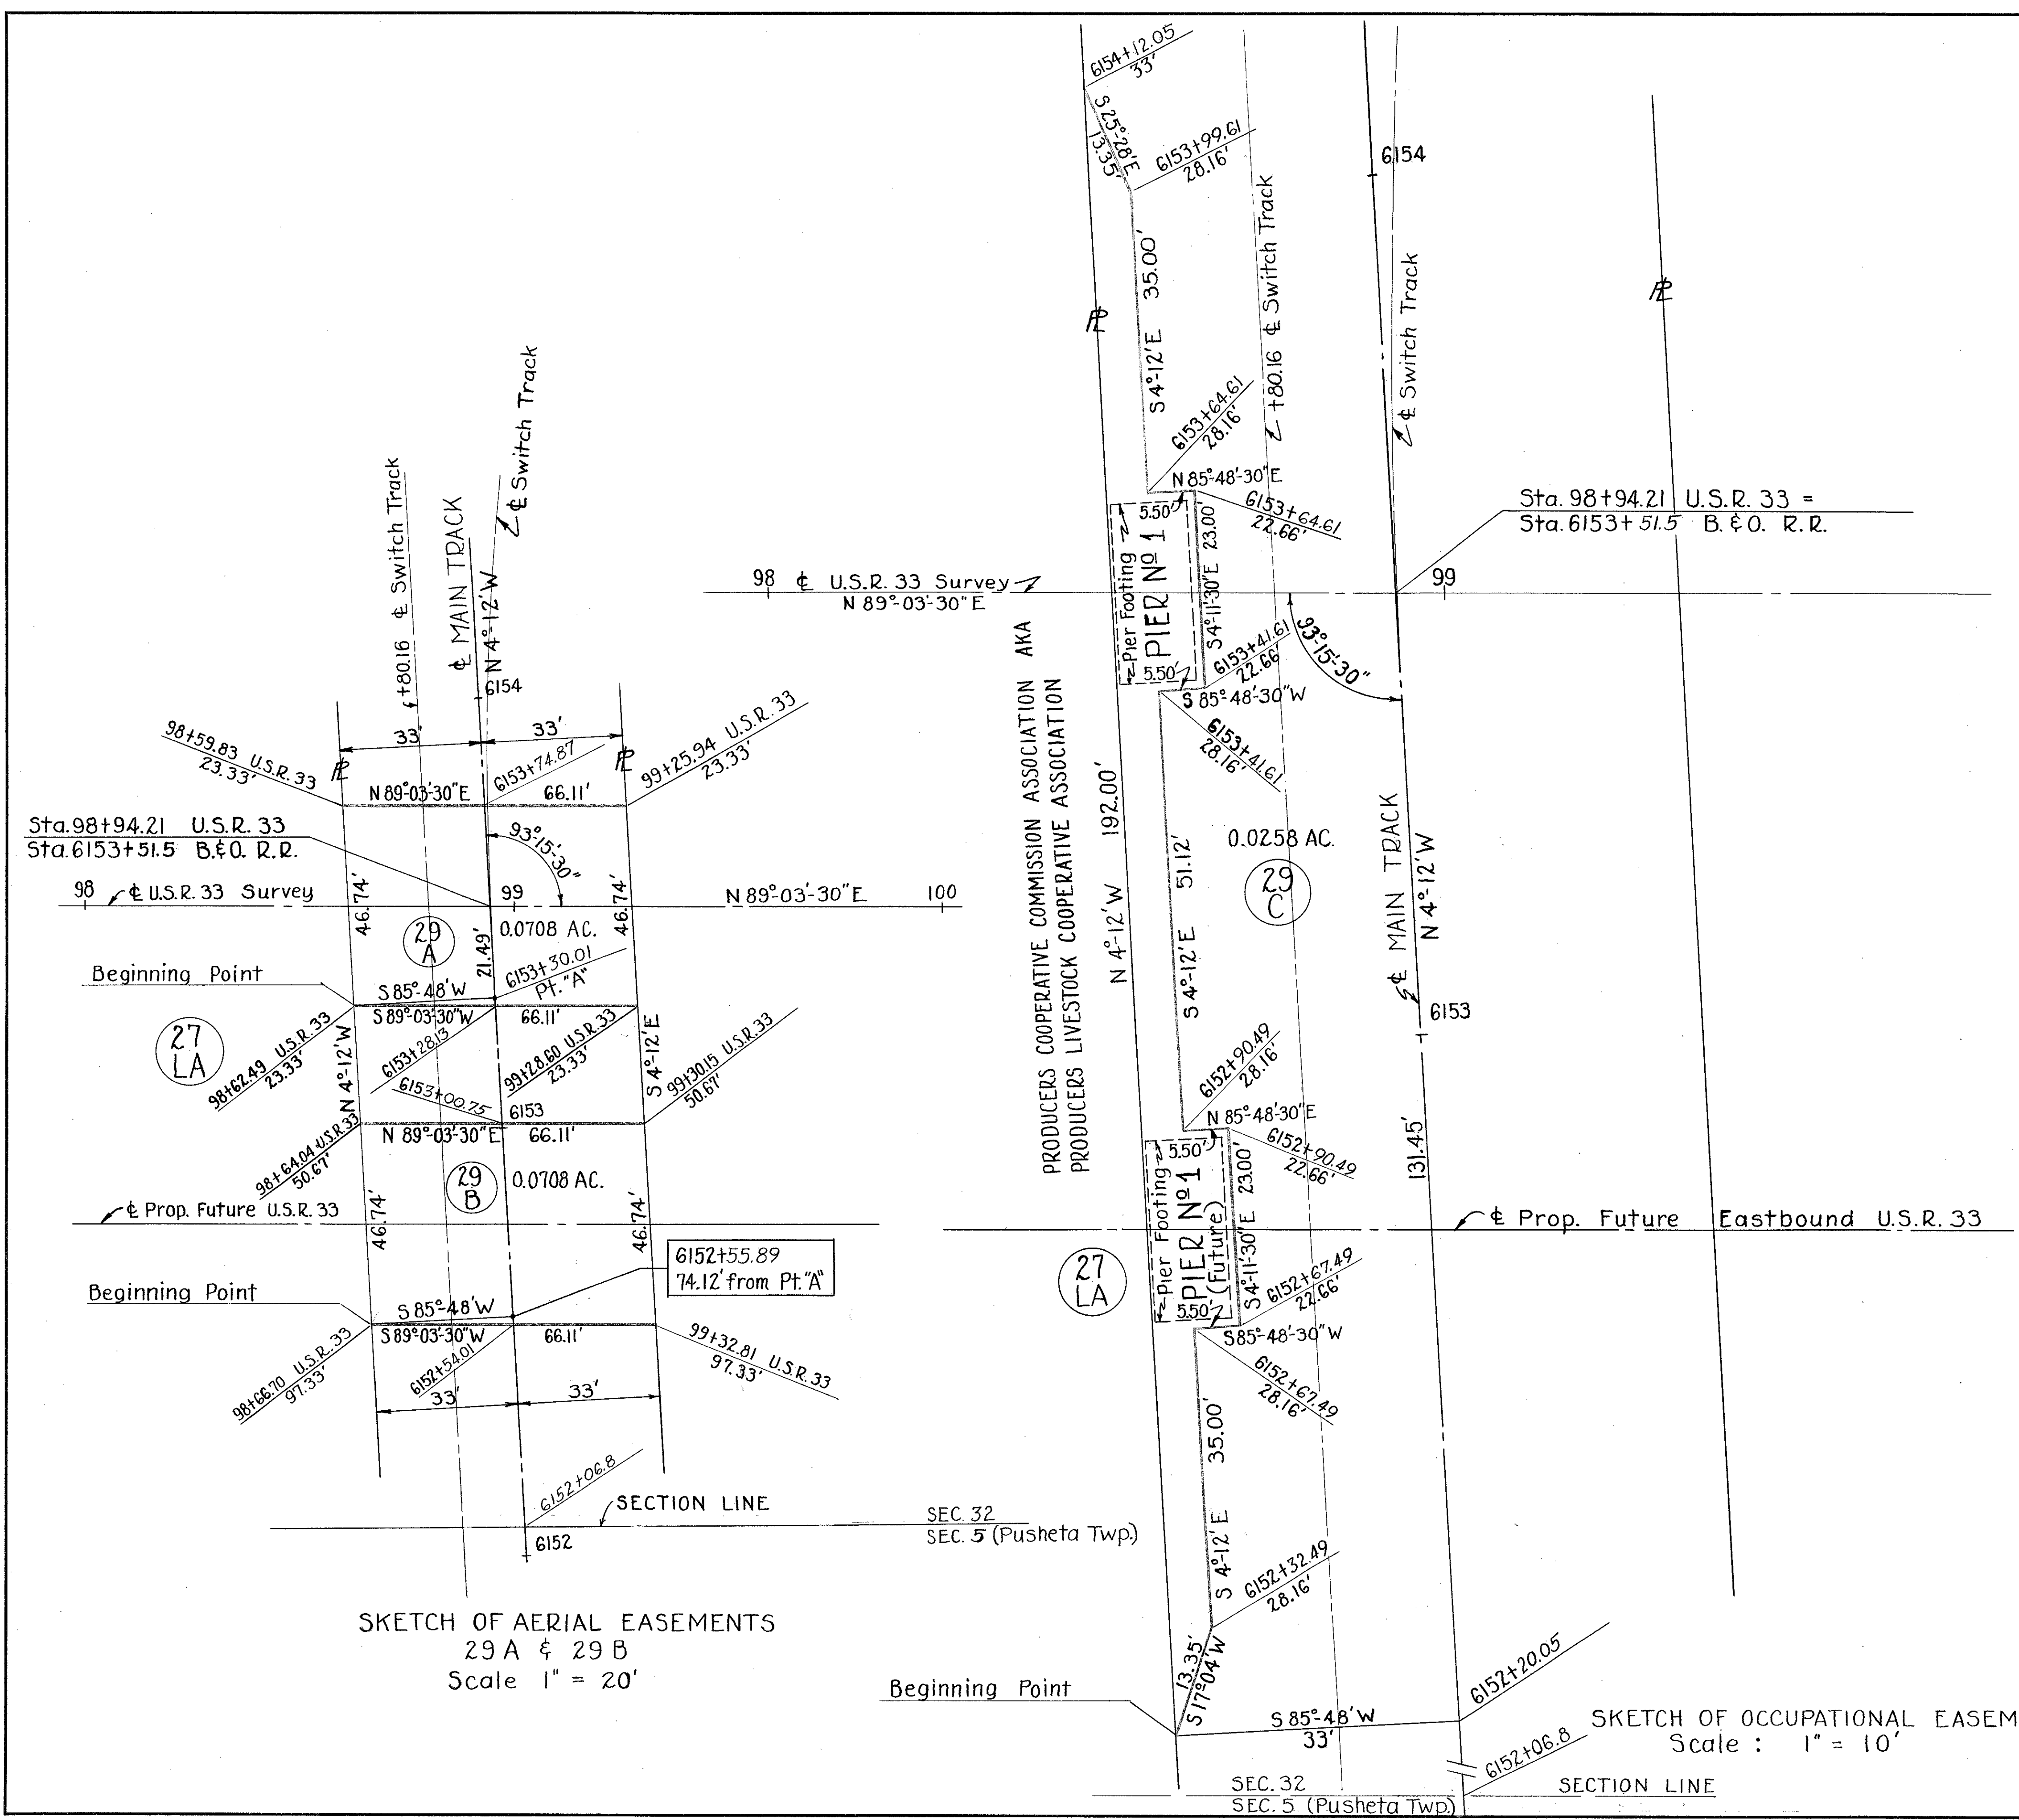 ℄ Switch Track
+80.16 ℄ Switch Track
℄ MAIN TRACK
N 4°-12' W
6154
33'
33'
98+59.83 U.S.R. 33
23.33'
PL
PL
6153+74.87
99+25.94 U.S.R. 33
23.33'
N 89°-03'-30" E
66.11'
Sta. 98+94.21 U.S.R. 33
Sta. 6153+51.5 B.&O. R.R.
93°-15'-30"
98
℄ U.S.R. 33 Survey
99
N 89°-03'-30" E
100
46.74'
46.74'
29
A
21.49'
0.0708 AC.
6153+30.01
Pt. "A"
Beginning Point
S 85°-48' W
S 89°-03'-30" W
66.11'
27
LA
98+62.49 U.S.R. 33
23.33'
N 4°-12' W
6153+28.13
6153+00.75
99+28.60 U.S.R. 33
23.33'
S 4°-12' E
99+30.15 U.S.R. 33
50.67'
6153
N 89°-03'-30" E
66.11'
98+64.04 U.S.R. 33
50.67'
29
B
0.0708 AC.
℄ Prop. Future U.S.R. 33
46.74'
46.74'
6152+55.89
74.12' from Pt. "A"
Beginning Point
S 85°-48' W
S 89°-03'-30" W
66.11'
98+66.70 U.S.R. 33
97.33'
6152+54.01
99+32.81 U.S.R. 33
97.33'
33'
33'
6152+06.8
SECTION LINE
SEC. 32
SEC. 5 (Pusheta Twp.)
6152
SKETCH OF AERIAL EASEMENTS
29 A & 29 B
Scale 1" = 20'
6154+12.05
33'
S 25°-28' E
13.35'
6153+99.61
28.16'
6154
S 4°-12' E 35.00'
+80.16 ℄ Switch Track
℄ Switch Track
PL
PL
6153+64.61
28.16'
N 85°-48'-30" E
5.50'
6153+64.61
22.66'
Sta. 98+94.21 U.S.R. 33 =
Sta. 6153+51.5 B.&O. R.R.
Pier Footing
PIER Nº 1
S 4°-11'-30" E 23.00'
98 ℄ U.S.R. 33 Survey
N 89°-03'-30" E
99
93°-15'-30"
5.50'
6153+41.61
22.66'
S 85°-48'-30" W
6153+41.61
28.16'
PRODUCERS COOPERATIVE COMMISSION ASSOCIATION AKA
PRODUCERS LIVESTOCK COOPERATIVE ASSOCIATION
N 4°-12' W 192.00'
S 4°-12' E 51.12'
0.0258 AC.
29
C
℄ MAIN TRACK
N 4°-12' W
6153
6152+90.49
28.16'
N 85°-48'-30" E
5.50'
6152+90.49
22.66'
131.45'
Pier Footing
PIER Nº 1
(Future)
S 4°-11'-30" E 23.00'
℄ Prop. Future Eastbound U.S.R. 33
27
LA
5.50'
6152+67.49
22.66'
S 85°-48'-30" W
6152+67.49
28.16'
S 4°-12' E 35.00'
6152+32.49
28.16'
13.35'
S 17°-04' W
Beginning Point
S 85°-48' W
33'
6152+20.05
SKETCH OF OCCUPATIONAL EASEM
Scale : 1" = 10'
6152+06.8
SEC. 32
SEC. 5 (Pusheta Twp.)
SECTION LINE